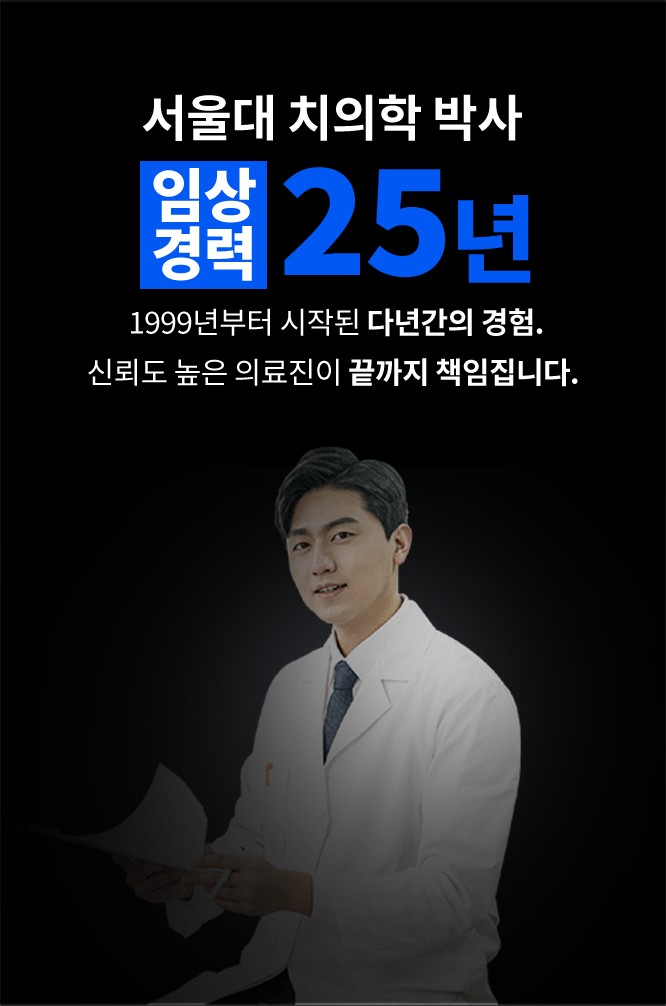 서울대 치의학 박사
임상
경력 25년
1999년부터 시작된 다년간의 경험.
신뢰도 높은 의료진이 끝까지 책임집니다.